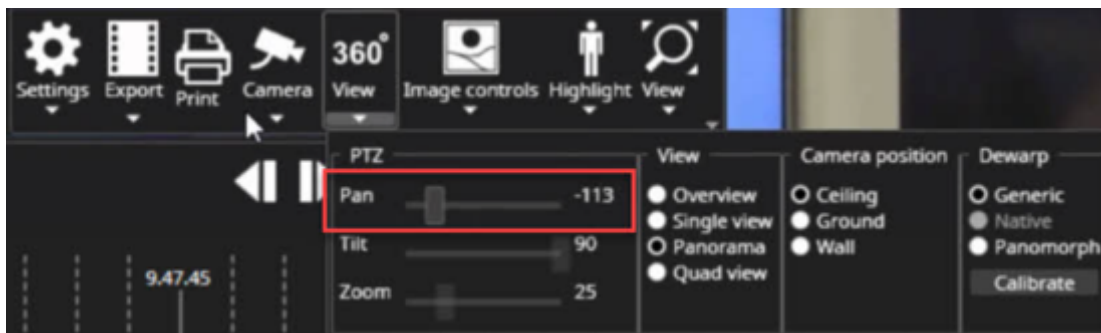 360°
Settings Export Print Camera View Image controls Highlight View
PTZ View Camera position Dewarp
Pan -113 Overview Ceiling Generic
Single view Ground Native
Tilt 90 Panorama Wall Panomorph
9.47.45 Quad view
Zoom 25 Calibrate